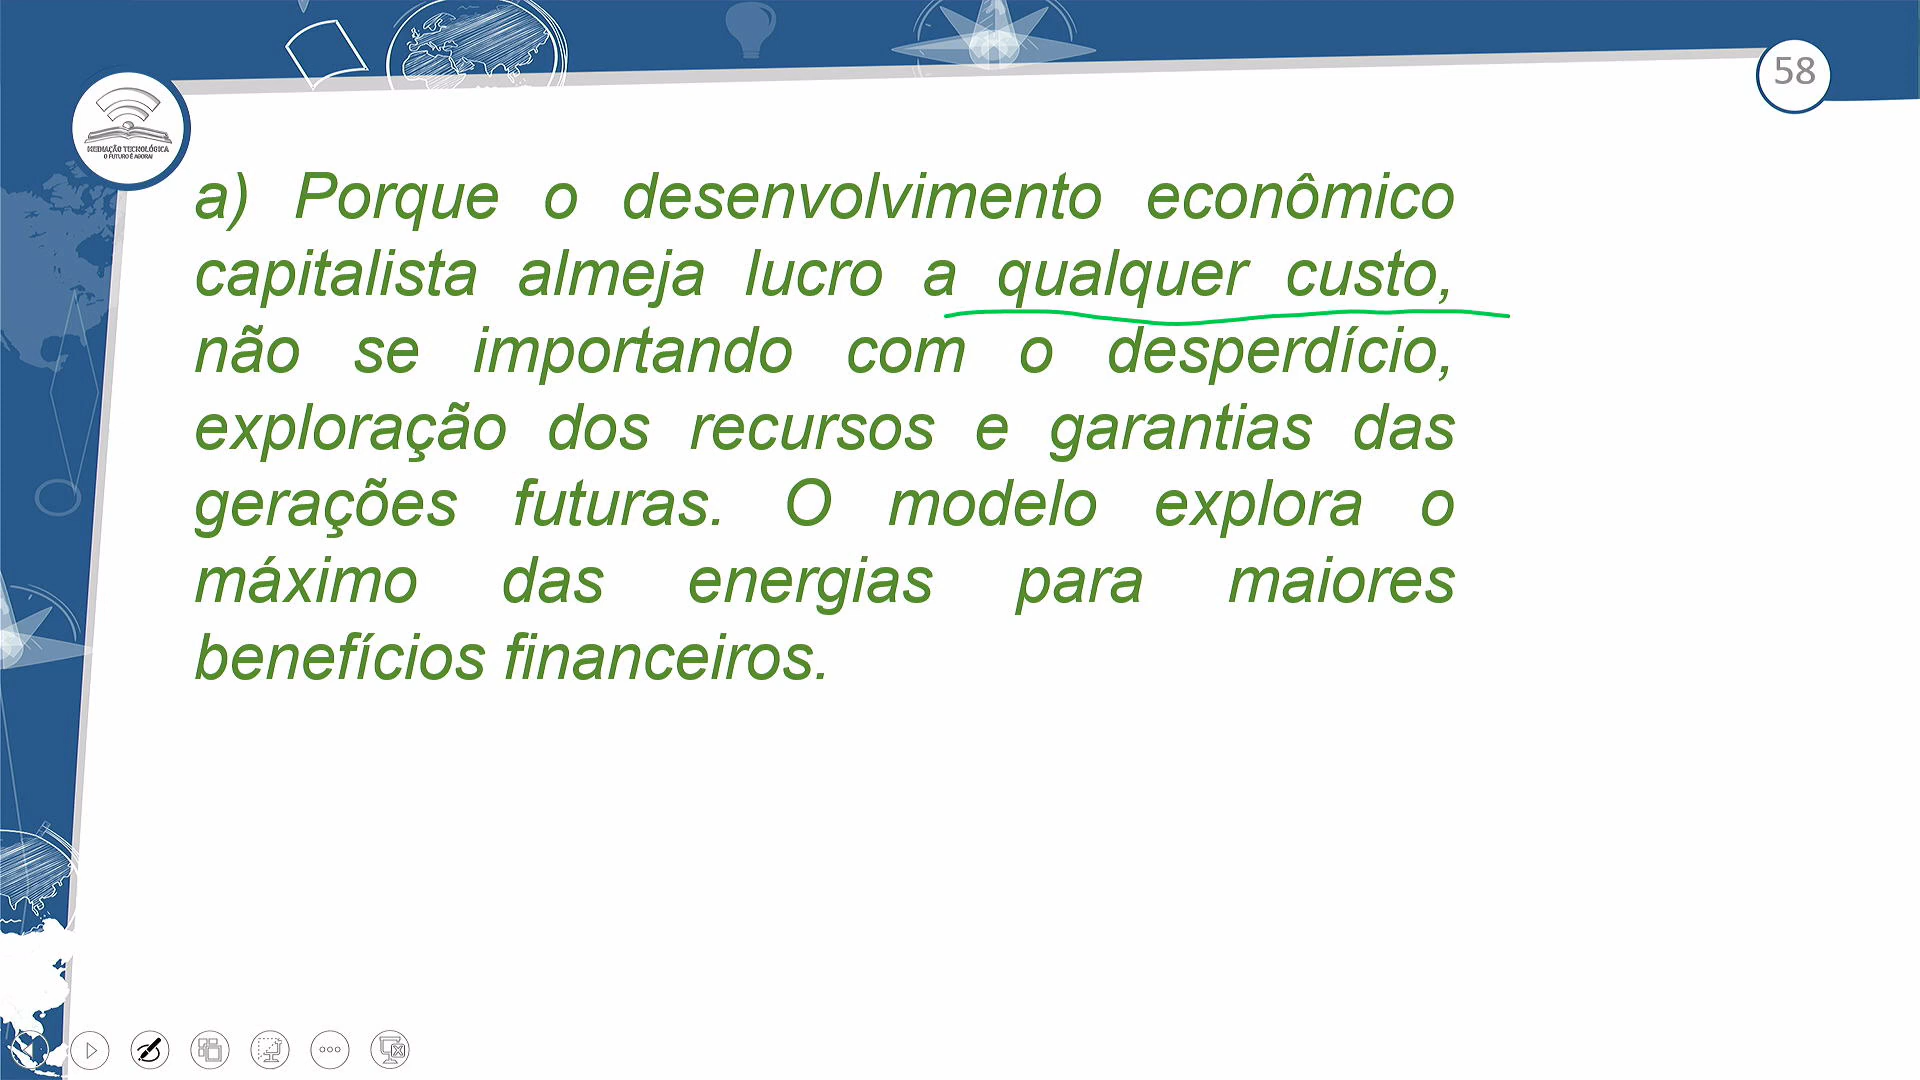 58
MEDIAÇÃO TECNOLÓGICA
O FUTURO É AGORA!
a) Porque o desenvolvimento econômico
capitalista almeja lucro a qualquer custo,
não se importando com o desperdício,
exploração dos recursos e garantias das
gerações futuras. O modelo explora o
máximo das energias para maiores
benefícios financeiros.